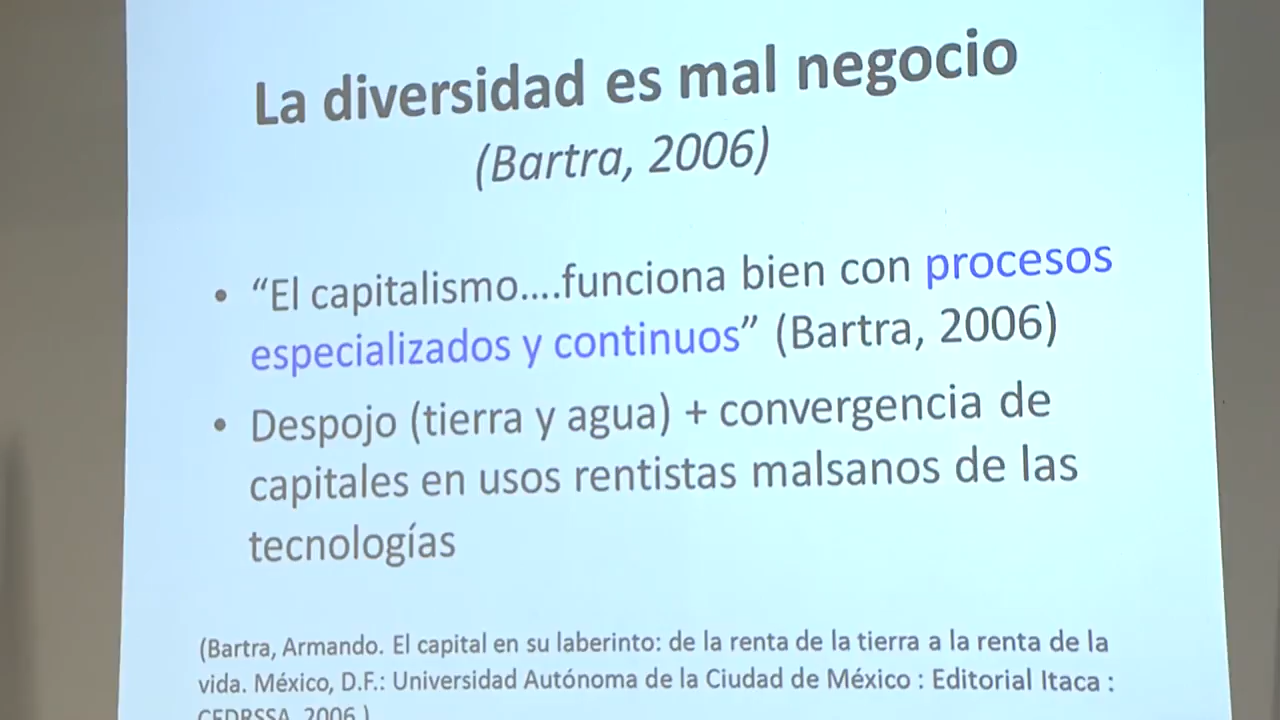 La diversidad es mal negocio
(Bartra, 2006)
• “El capitalismo....funciona bien con procesos
especializados y continuos” (Bartra, 2006)
• Despojo (tierra y agua) + convergencia de
capitales en usos rentistas malsanos de las
tecnologías
(Bartra, Armando. El capital en su laberinto: de la renta de la tierra a la renta de la
vida. México, D.F.: Universidad Autónoma de la Ciudad de México : Editorial Itaca :
CEDRSSA, 2006.)